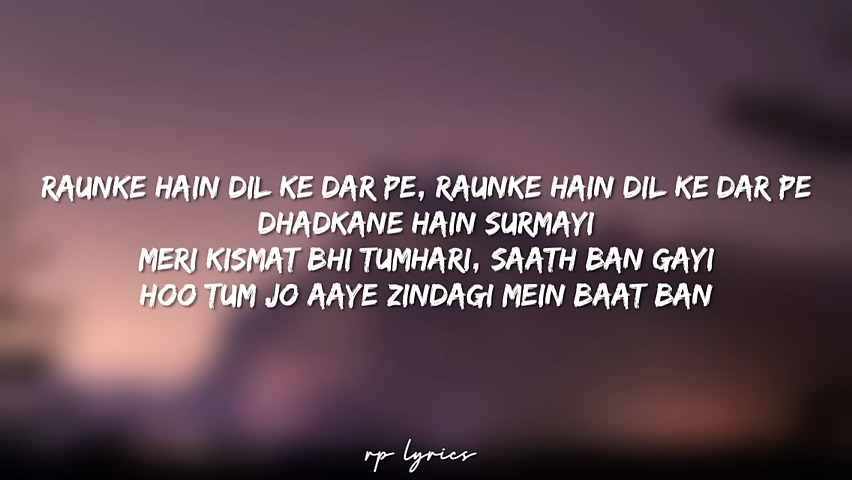 RAUNKE HAIN DIL KE DAR PE, RAUNKE HAIN DIL KE DAR PE
DHADKANE HAIN SURMAYI
MERI KISMAT BHI TUMHARI, SAATH BAN GAYI
HOO TUM JO AAYE ZINDAGI MEIN BAAT BAN
rp lyrics